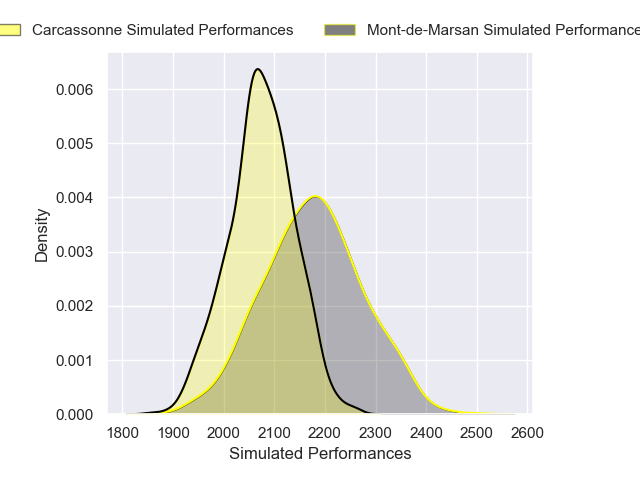 Carcassonne Simulated Performances
Mont-de-Marsan Simulated Performance
0.006
0.005
0.004
0.003
0.002
0.001
0.000
Density
1800 1900 2000 2100 2200 2300 2400 2500 2600
Simulated Performances